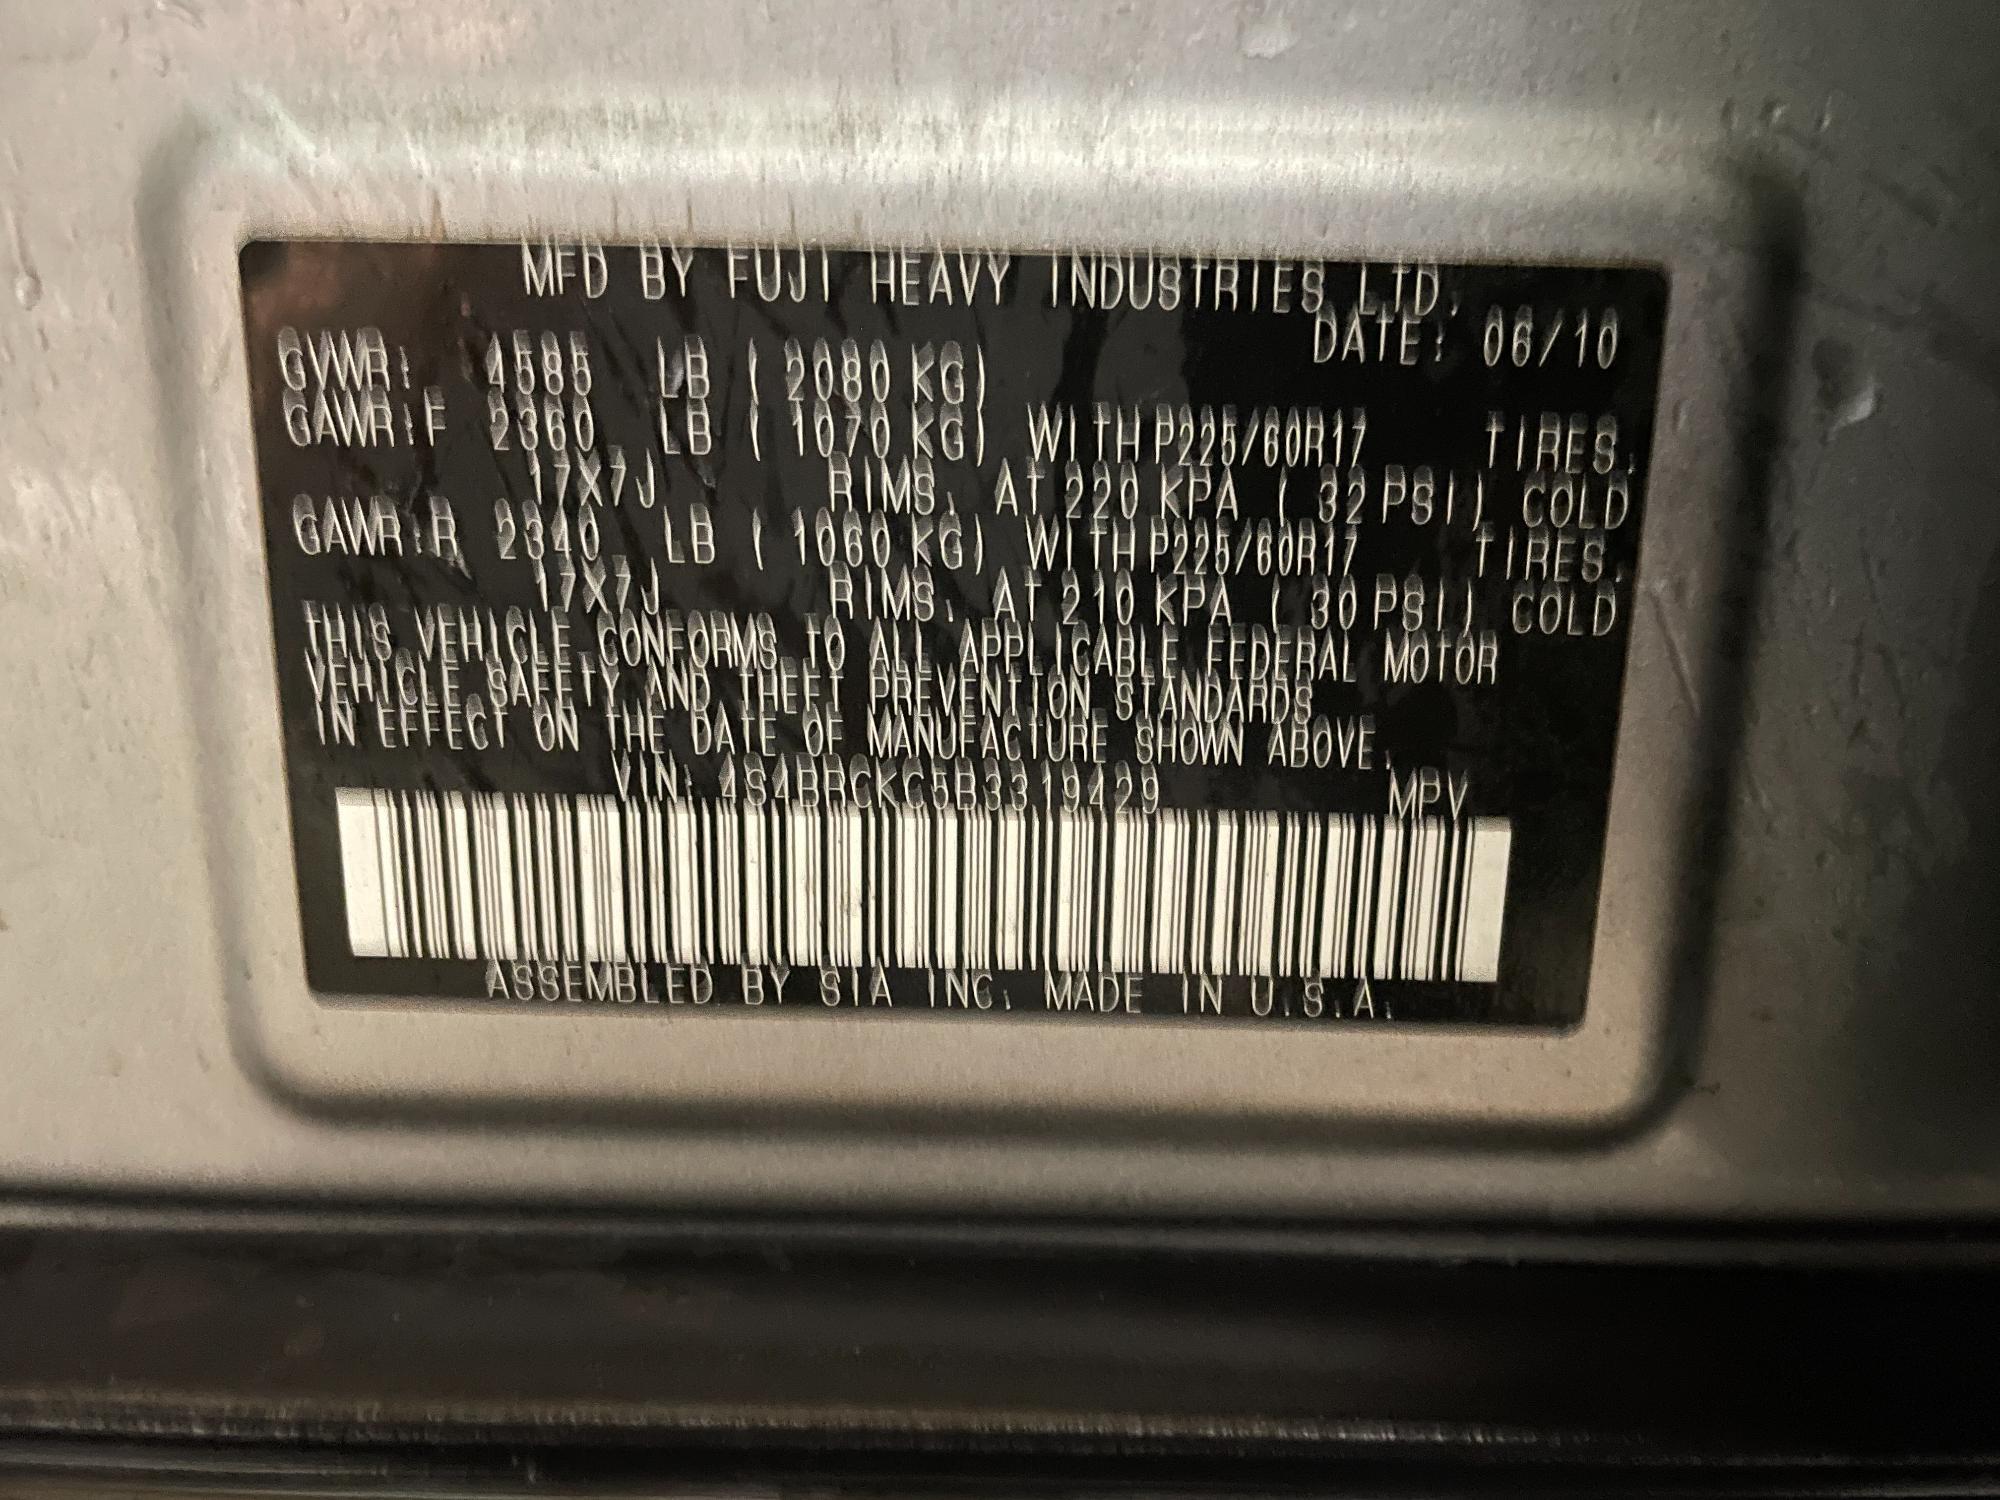 MFD BY FUJI HEAVY INDUSTRIES LTD.
DATE: 06/10
GVWR: 4585 LB ( 2080 KG)
GAWR:F 2360 LB ( 1070 KG) WITH P225/60R17 TIRES.
17X7J RIMS. AT 220 KPA ( 32 PSI) COLD
GAWR:R 2340 LB ( 1060 KG) WITH P225/60R17 TIRES.
17X7J RIMS. AT 210 KPA ( 30 PSI) COLD
THIS VEHICLE CONFORMS TO ALL APPLICABLE FEDERAL MOTOR
VEHICLE SAFETY AND THEFT PREVENTION STANDARDS
IN EFFECT ON THE DATE OF MANUFACTURE SHOWN ABOVE.
VIN: 4S4BRCKC5B3319429 MPV
ASSEMBLED BY SIA INC. MADE IN U.S.A.